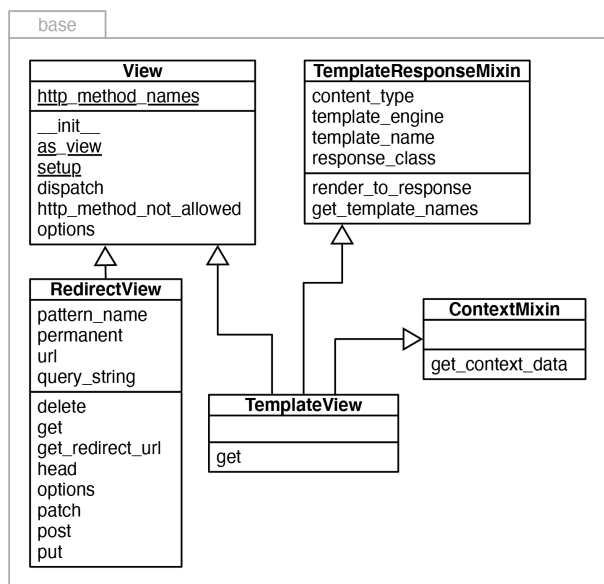 base
View
http_method_names
__init__
as_view
setup
dispatch
http_method_not_allowed
options
TemplateResponseMixin
content_type
template_engine
template_name
response_class
render_to_response
get_template_names
RedirectView
pattern_name
permanent
url
query_string
delete
get
get_redirect_url
head
options
patch
post
put
TemplateView
get
ContextMixin
get_context_data